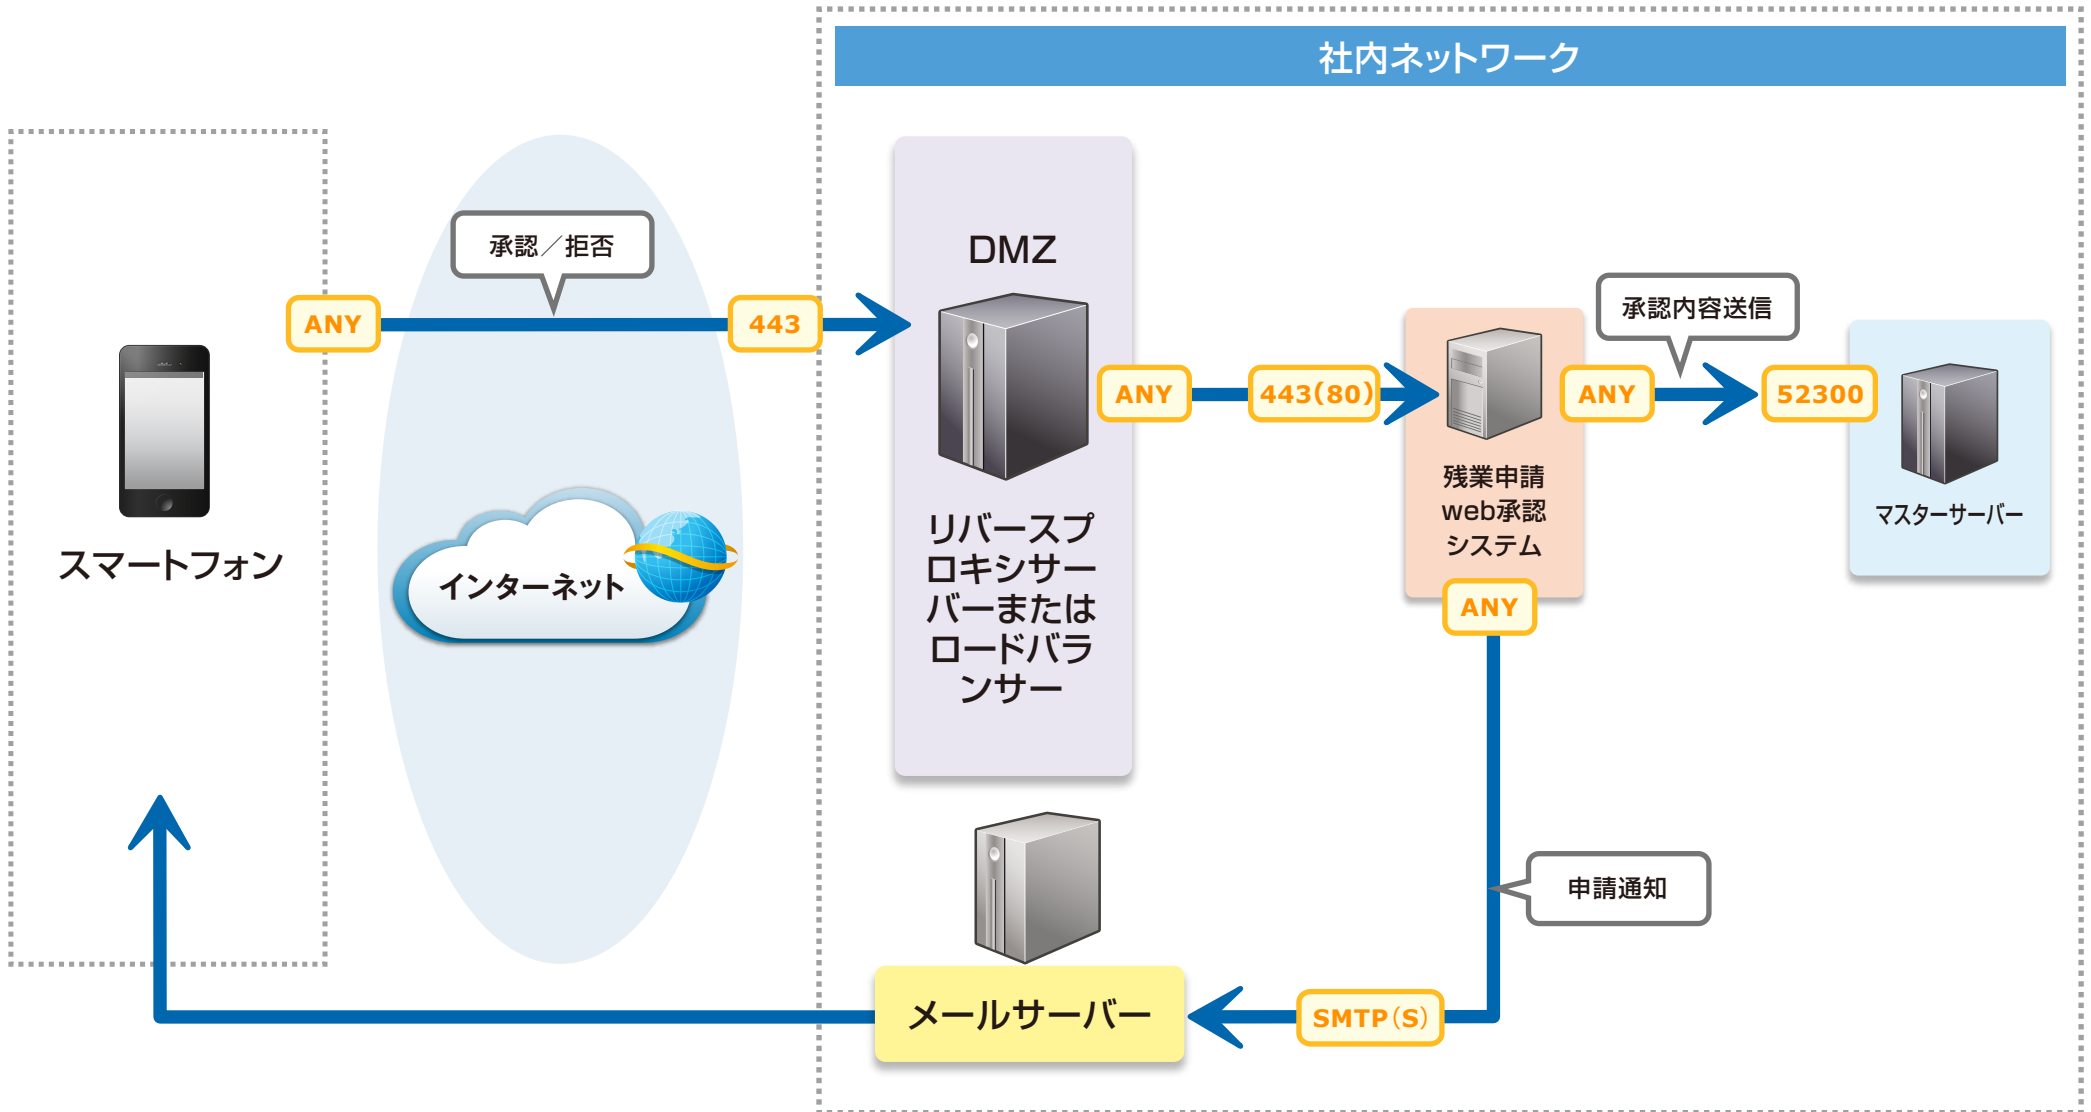 社内ネットワーク
承認／拒否
ANY
443
スマートフォン
インターネット
DMZ
リバースプ
ロキシサー
バーまたは
ロードバラ
ンサー
ANY
443(80)
残業申請
web承認
システム
ANY
承認内容送信
52300
マスターサーバー
ANY
申請通知
SMTP(S)
メールサーバー